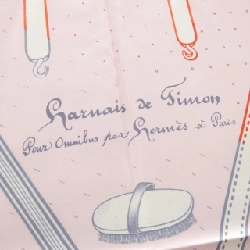 Harnais de Timon
Pour Omnibus par Hermès à Paris